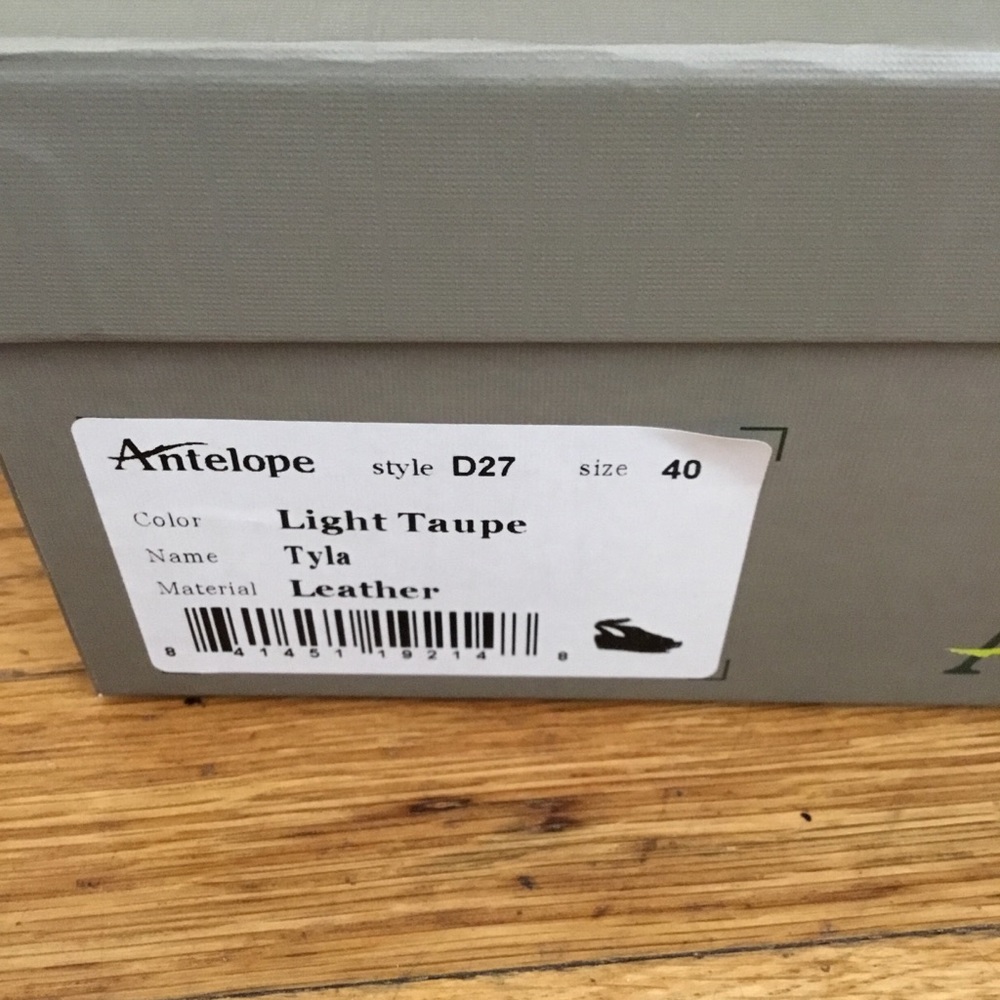 Antelope style D27 size 40
Color Light Taupe
Name Tyla
Material Leather
8 41451 19214 8
A